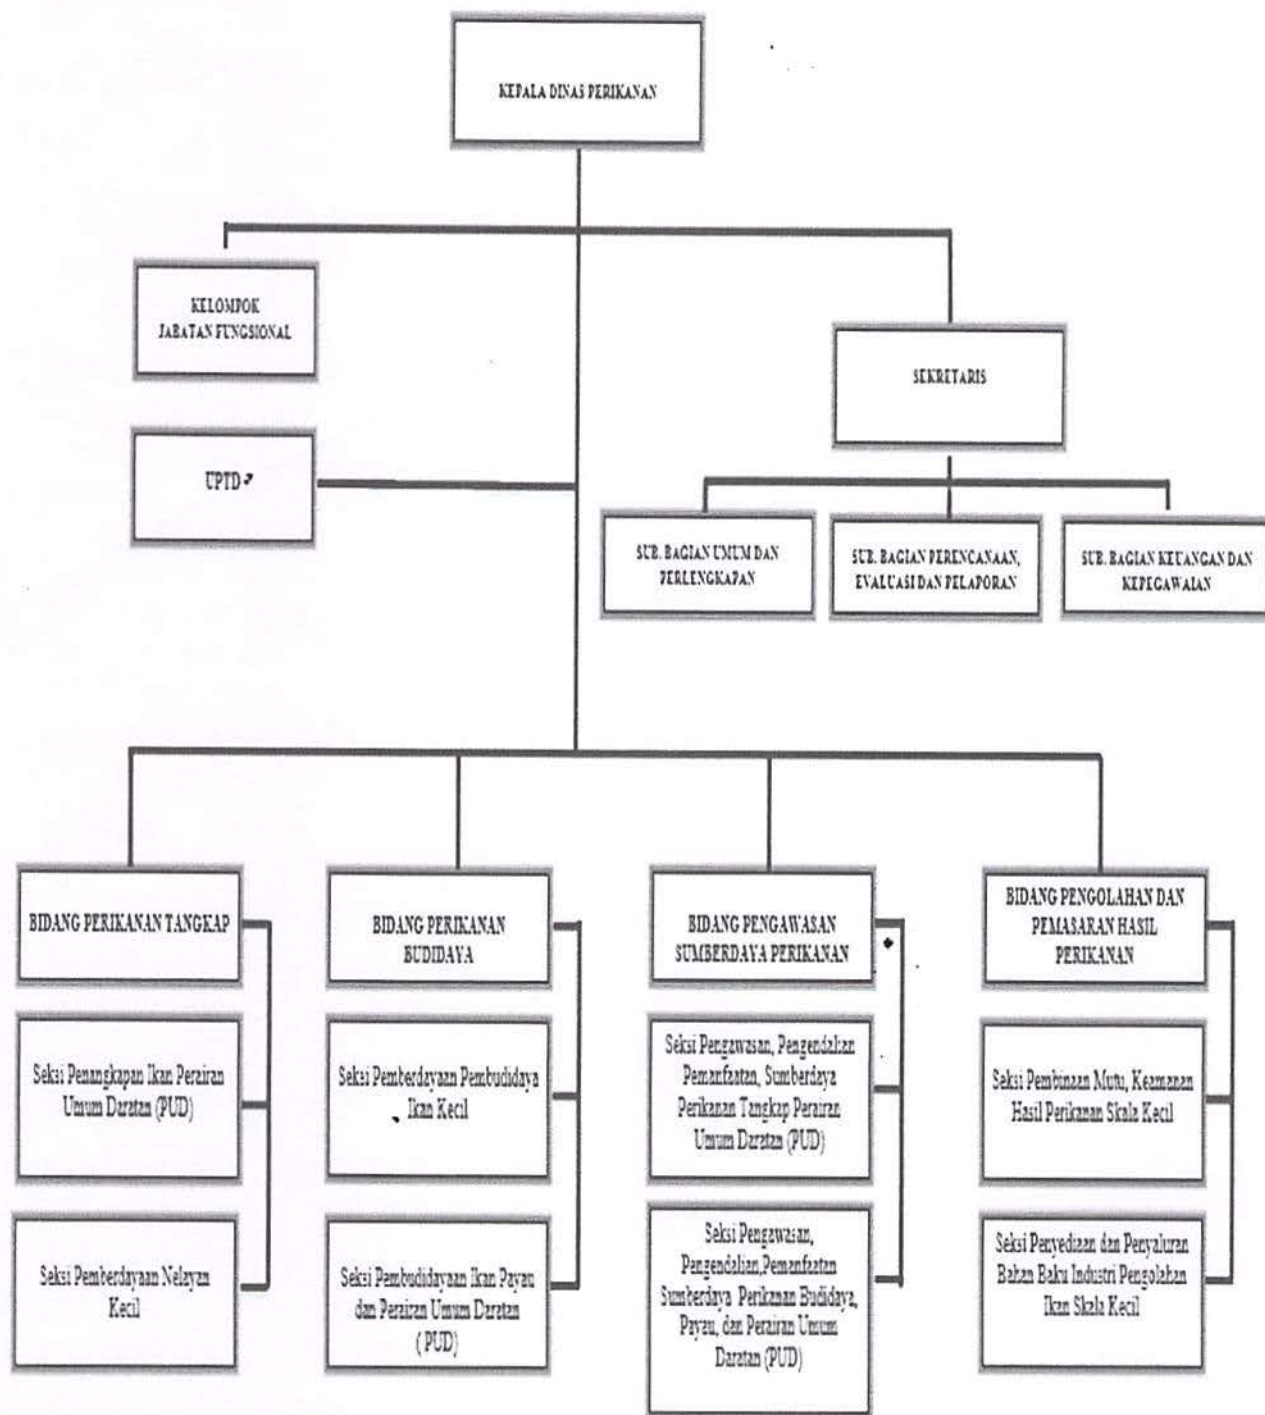 KEPALA DINAS PERIKANAN
KELOMPOK
JABATAN FUNGSIONAL
SEKRETARIS
UPTD
SUB. BAGIAN UMUM DAN
PERLENGKAPAN
SUB. BAGIAN PERENCANAAN,
EVALUASI DAN PELAPORAN
SUB. BAGIAN KEUANGAN DAN
KEPEGAWAIAN
BIDANG PERIKANAN TANGKAP
Seksi Penangkapan Ikan Perairan
Umum Daratan (PUD)
Seksi Pemberdayaan Nelayan
Kecil
BIDANG PERIKANAN
BUDIDAYA
Seksi Pemberdayaan Pembudidaya
Ikan Kecil
Seksi Pembudidayaan Ikan Payau
dan Perairan Umum Daratan
( PUD)
BIDANG PENGAWASAN
SUMBERDAYA PERIKANAN
Seksi Pengawasan, Pengendalian
Pemanfaatan, Sumberdaya
Perikanan Tangkap Perairan
Umum Daratan (PUD)
Seksi Pengawasan,
Pengendalian,Pemanfaatan
Sumberdaya Perikanan Budidaya,
Payau, dan Perairan Umum
Daratan (PUD)
BIDANG PENGOLAHAN DAN
PEMASARAN HASIL
PERIKANAN
Seksi Pembinaan Mutu, Keamanan
Hasil Perikanan Skala Kecil
Seksi Penyediaan dan Penyaluran
Bahan Baku Industri Pengolahan
Ikan Skala Kecil